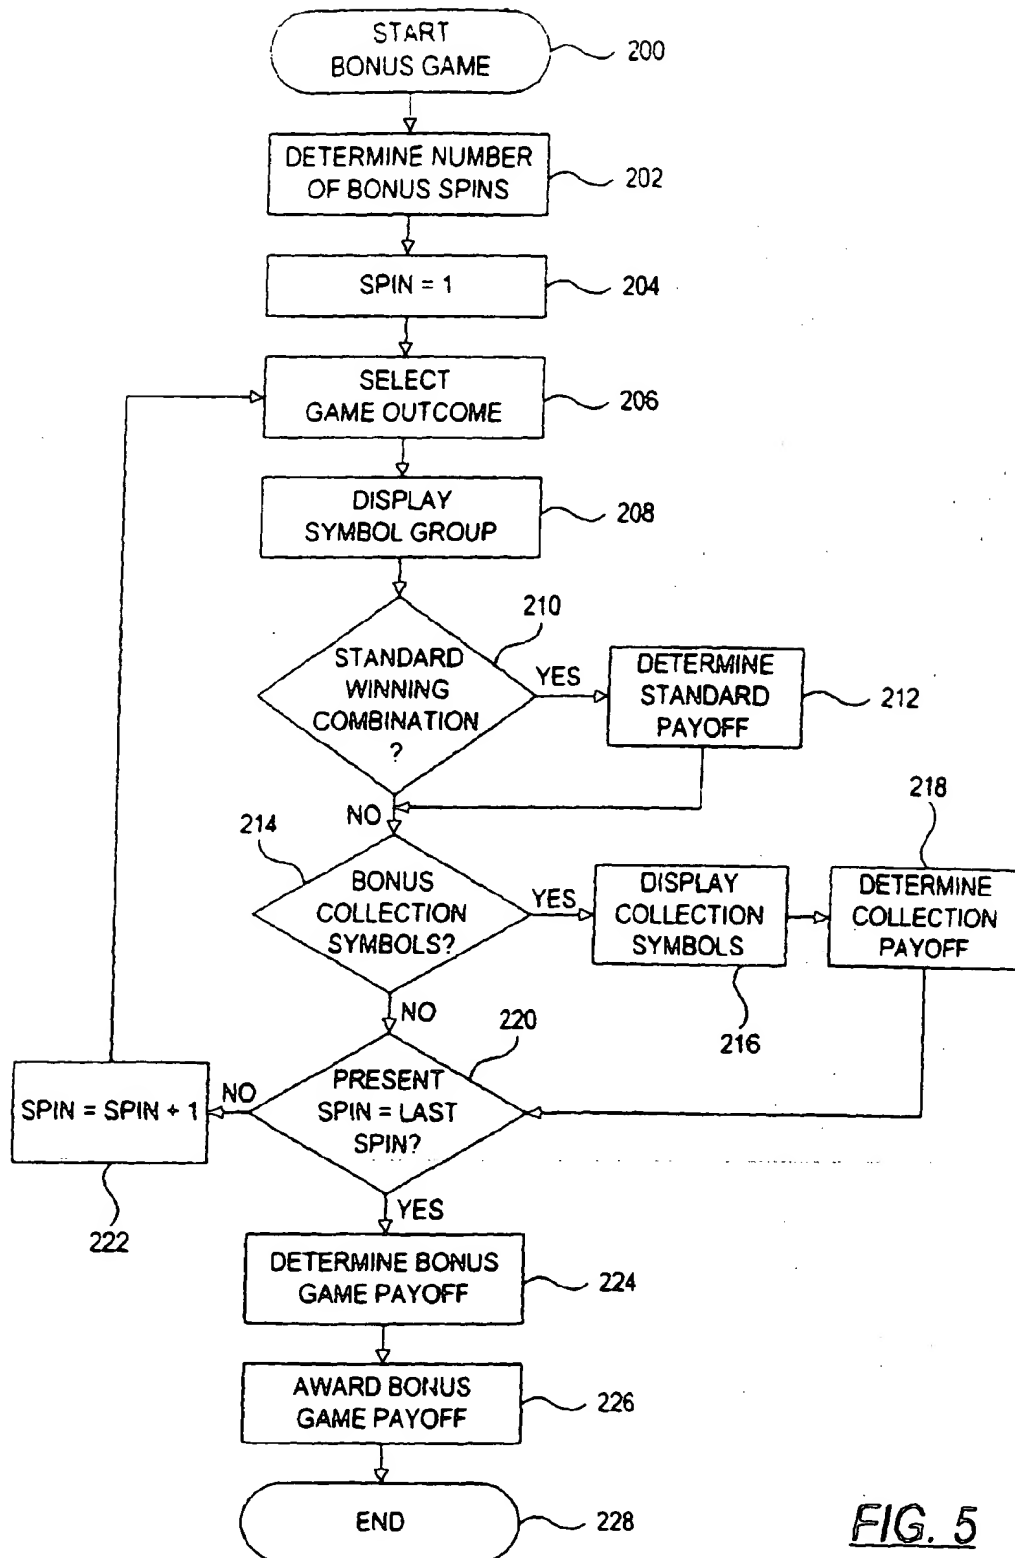 START
BONUS GAME
200
DETERMINE NUMBER
OF BONUS SPINS
202
SPIN = 1
204
SELECT
GAME OUTCOME
206
DISPLAY
SYMBOL GROUP
208
210
STANDARD
WINNING
COMBINATION
?
YES
DETERMINE
STANDARD
PAYOFF
212
NO
214
BONUS
COLLECTION
SYMBOLS?
YES
DISPLAY
COLLECTION
SYMBOLS
216
218
DETERMINE
COLLECTION
PAYOFF
NO
220
PRESENT
SPIN = LAST
SPIN?
NO
SPIN = SPIN + 1
222
YES
DETERMINE BONUS
GAME PAYOFF
224
AWARD BONUS
GAME PAYOFF
226
END
228
FIG. 5